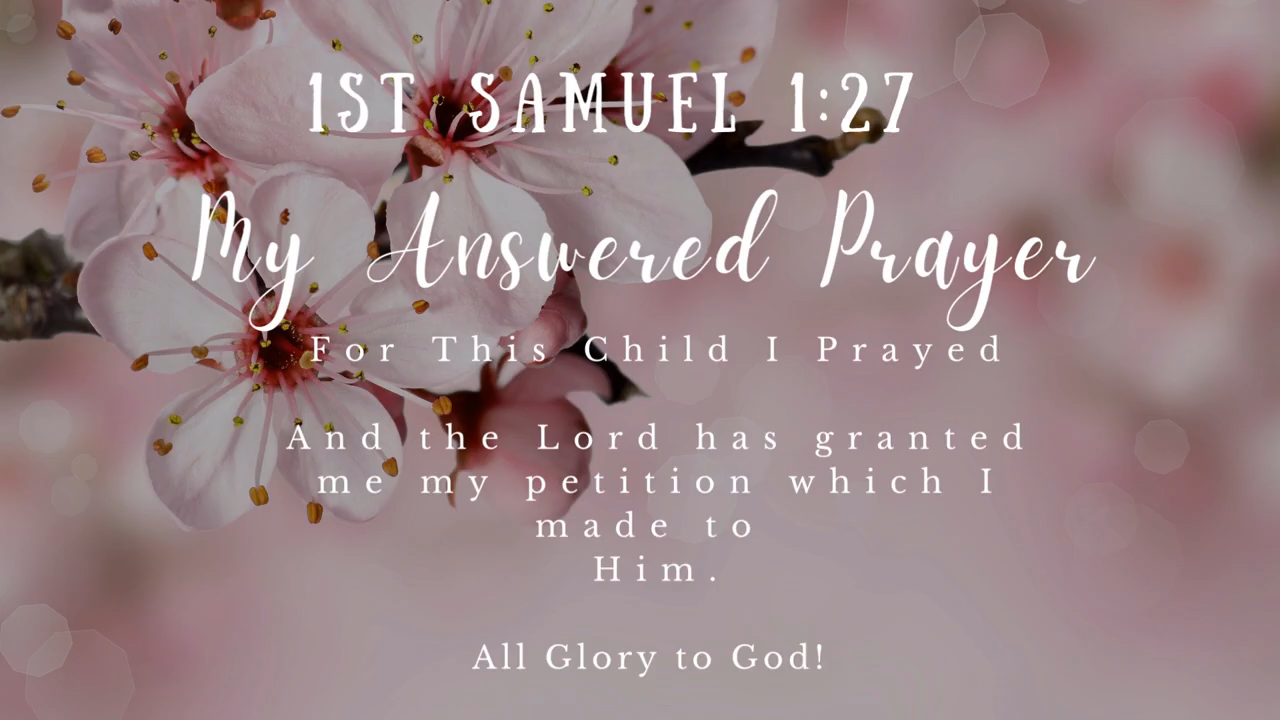 1ST SAMUEL 1:27
My Answered Prayer
For This Child I Prayed
And the Lord has granted
me my petition which I
made to
Him.
All Glory to God!